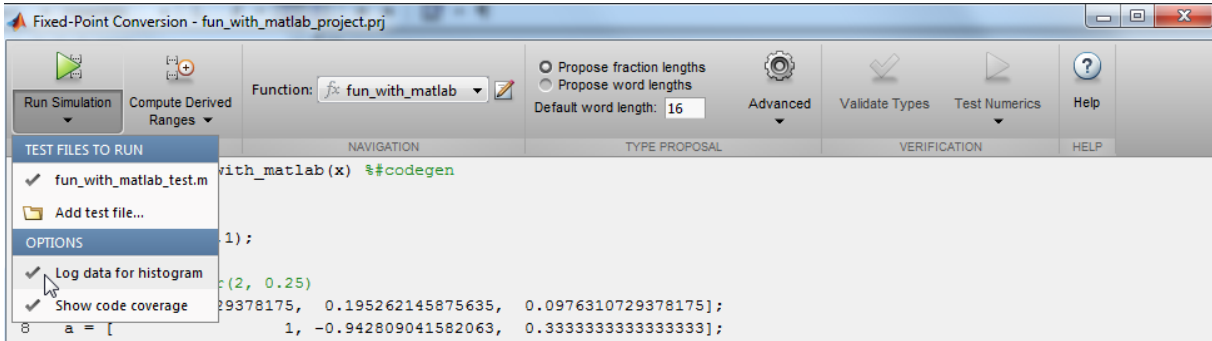 Fixed-Point Conversion - fun_with_matlab_project.prj
Run Simulation
Compute Derived
Ranges
Function: fx fun_with_matlab
Propose fraction lengths
Propose word lengths
Default word length: 16
Advanced
Validate Types
Test Numerics
Help
NAVIGATION
TYPE PROPOSAL
VERIFICATION
HELP
TEST FILES TO RUN
fun_with_matlab_test.m
Add test file...
OPTIONS
Log data for histogram
Show code coverage
ith_matlab(x) %#codegen
1);
(2, 0.25)
29378175, 0.195262145875635, 0.0976310729378175];
8 a = [ 1, -0.942809041582063, 0.3333333333333333];